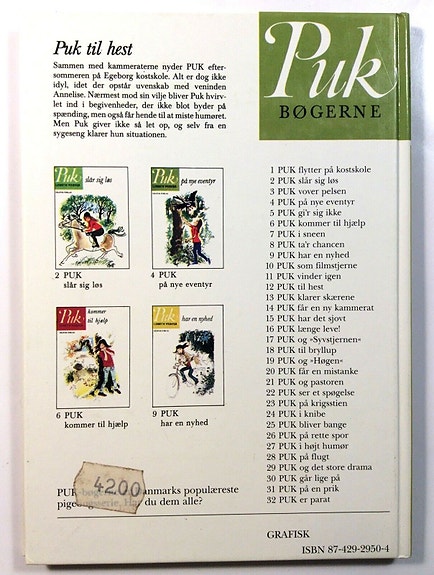 Puk til hest
Sammen med kammeraterne nyder PUK efter-
sommeren på Egeborg kostskole. Alt er dog ikke
idyl, idet der opstår uvenskab med veninden
Annelise. Nærmest mod sin vilje bliver Puk hvirv-
let ind i begivenheder, der ikke blot byder på
spænding, men også får hende til at miste humøret.
Men Puk giver ikke så let op, og selv fra en
sygeseng klarer hun situationen.
Puk
slår sig løs
2 PUK
slår sig løs
Puk
på nye eventyr
4 PUK
på nye eventyr
Puk
kommer
til hjælp
6 PUK
kommer til hjælp
Puk
har en nyhed
9 PUK
har en nyhed
4200
PUK-bøge anmarks populæreste
pige serie. Ha du dem alle?
Puk
BØGERNE
1 PUK flytter på kostskole
2 PUK slår sig løs
3 PUK vover pelsen
4 PUK på nye eventyr
5 PUK gi'r sig ikke
6 PUK kommer til hjælp
7 PUK i sneen
8 PUK ta'r chancen
9 PUK har en nyhed
10 PUK som filmstjerne
11 PUK vinder igen
12 PUK til hest
13 PUK klarer skærene
14 PUK får en ny kammerat
15 PUK har det sjovt
16 PUK længe leve!
17 PUK og »Syvstjernen«
18 PUK til bryllup
19 PUK og »Høgen«
20 PUK får en mistanke
21 PUK og pastoren
22 PUK ser et spøgelse
23 PUK på krigsstien
24 PUK i knibe
25 PUK bliver bange
26 PUK på rette spor
27 PUK i højt humør
28 PUK på flugt
29 PUK og det store drama
30 PUK går lige på
31 PUK på en prik
32 PUK er parat
GRAFISK
ISBN 87-429-2950-4